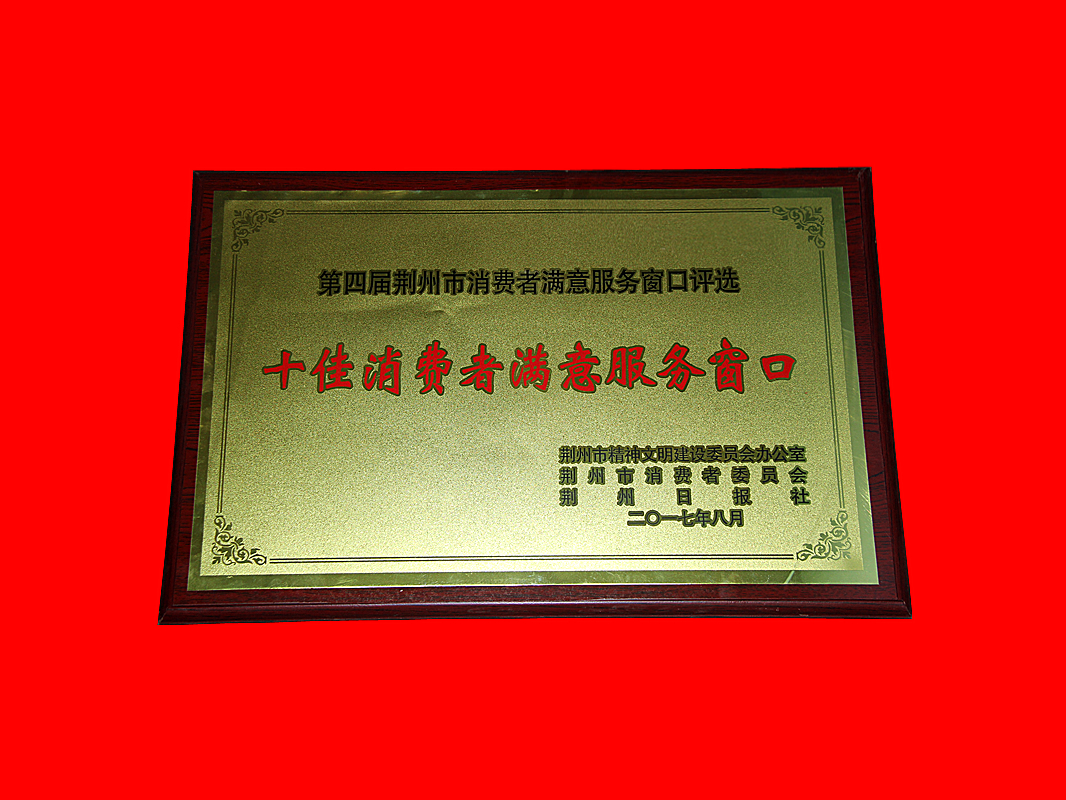 第四届荆州市消费者满意服务窗口评选
十佳消费者满意服务窗口
荆州市精神文明建设委员会办公室
荆州市消费者委员会
荆州日报社
二〇一七年八月